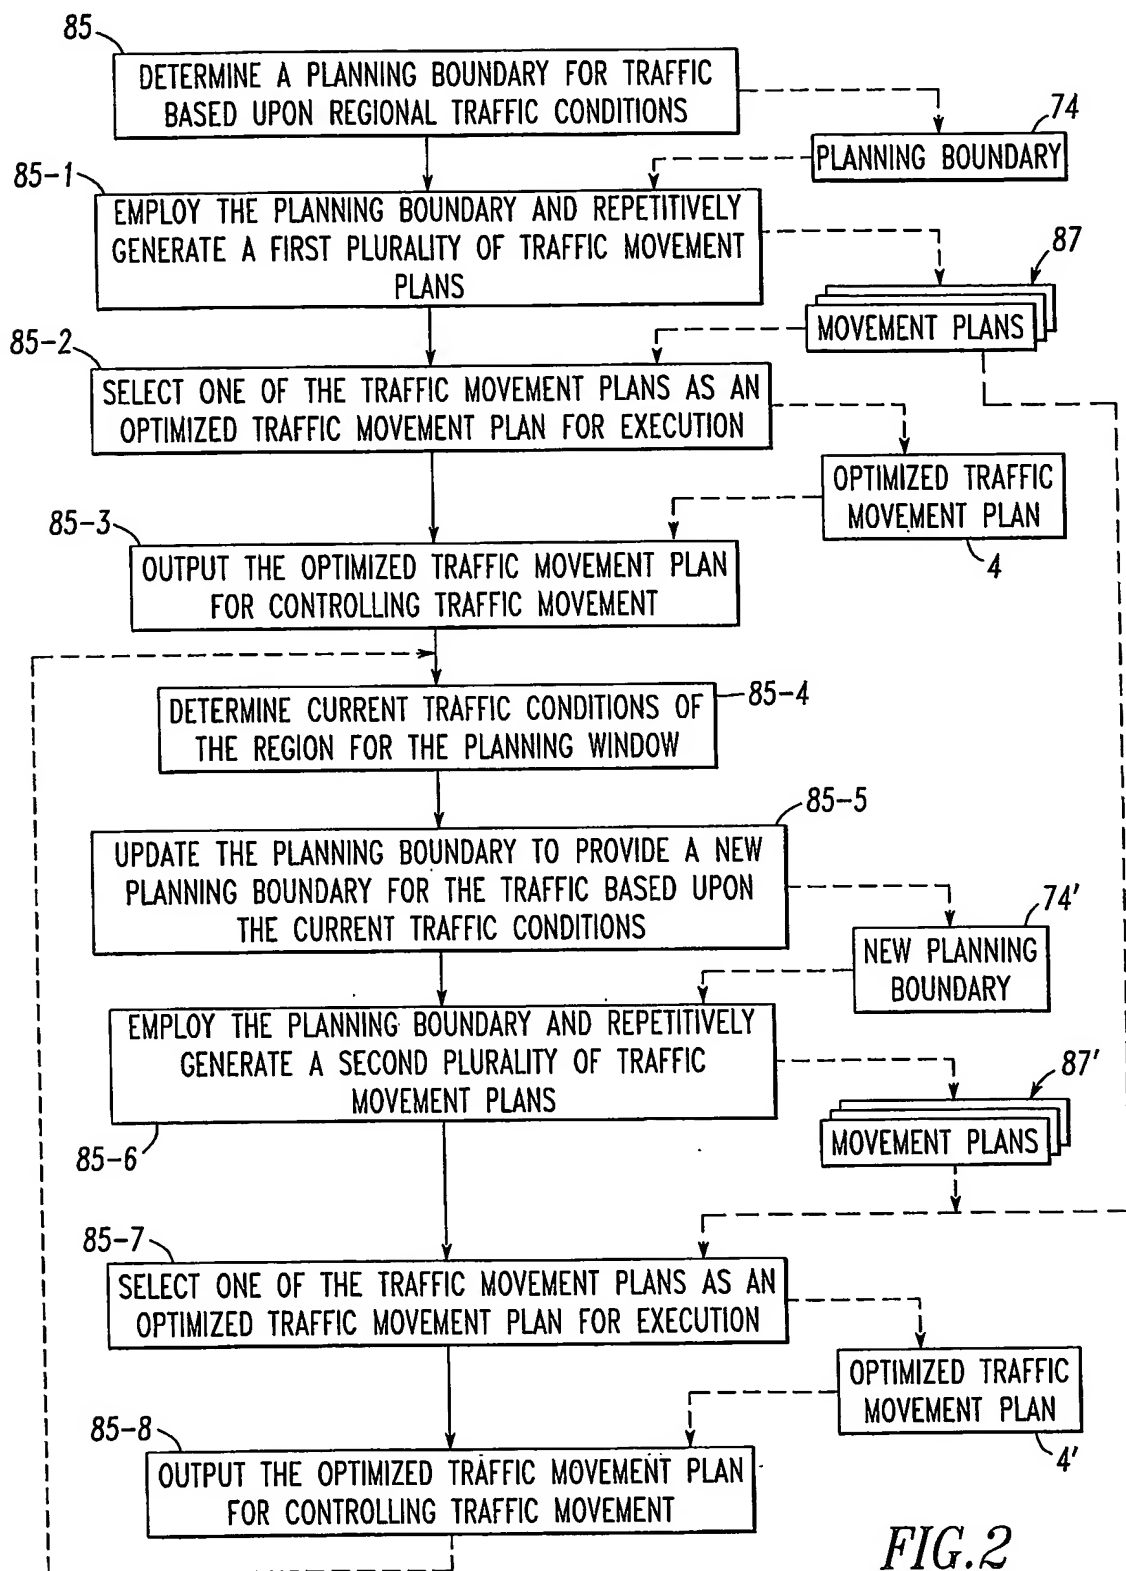 85
DETERMINE A PLANNING BOUNDARY FOR TRAFFIC
BASED UPON REGIONAL TRAFFIC CONDITIONS
74
PLANNING BOUNDARY
85-1
EMPLOY THE PLANNING BOUNDARY AND REPETITIVELY
GENERATE A FIRST PLURALITY OF TRAFFIC MOVEMENT
PLANS
87
MOVEMENT PLANS
85-2
SELECT ONE OF THE TRAFFIC MOVEMENT PLANS AS AN
OPTIMIZED TRAFFIC MOVEMENT PLAN FOR EXECUTION
OPTIMIZED TRAFFIC
MOVEMENT PLAN
4
85-3
OUTPUT THE OPTIMIZED TRAFFIC MOVEMENT PLAN
FOR CONTROLLING TRAFFIC MOVEMENT
85-4
DETERMINE CURRENT TRAFFIC CONDITIONS OF
THE REGION FOR THE PLANNING WINDOW
85-5
UPDATE THE PLANNING BOUNDARY TO PROVIDE A NEW
PLANNING BOUNDARY FOR THE TRAFFIC BASED UPON
THE CURRENT TRAFFIC CONDITIONS
74'
NEW PLANNING
BOUNDARY
EMPLOY THE PLANNING BOUNDARY AND REPETITIVELY
GENERATE A SECOND PLURALITY OF TRAFFIC
MOVEMENT PLANS
85-6
87'
MOVEMENT PLANS
85-7
SELECT ONE OF THE TRAFFIC MOVEMENT PLANS AS AN
OPTIMIZED TRAFFIC MOVEMENT PLAN FOR EXECUTION
OPTIMIZED TRAFFIC
MOVEMENT PLAN
4'
85-8
OUTPUT THE OPTIMIZED TRAFFIC MOVEMENT PLAN
FOR CONTROLLING TRAFFIC MOVEMENT
FIG.2